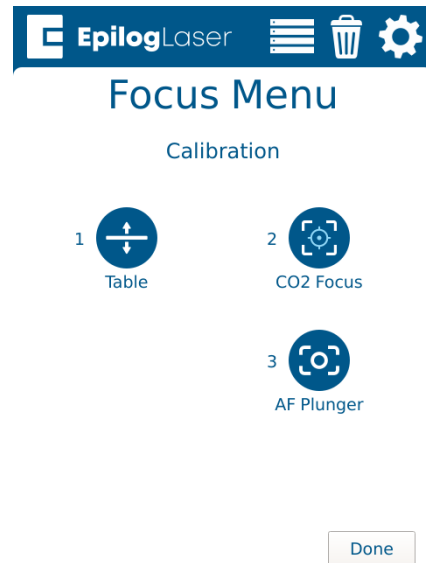 EpilogLaser
Focus Menu
Calibration
1
Table
2
CO2 Focus
3
AF Plunger
Done